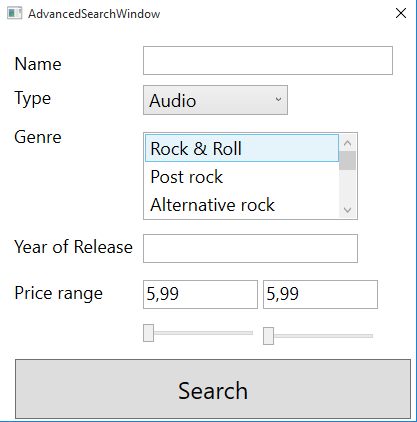 AdvancedSearchWindow
Name
Type
Audio
Genre
Rock & Roll
Post rock
Alternative rock
Year of Release
Price range
5,99 5,99
Search